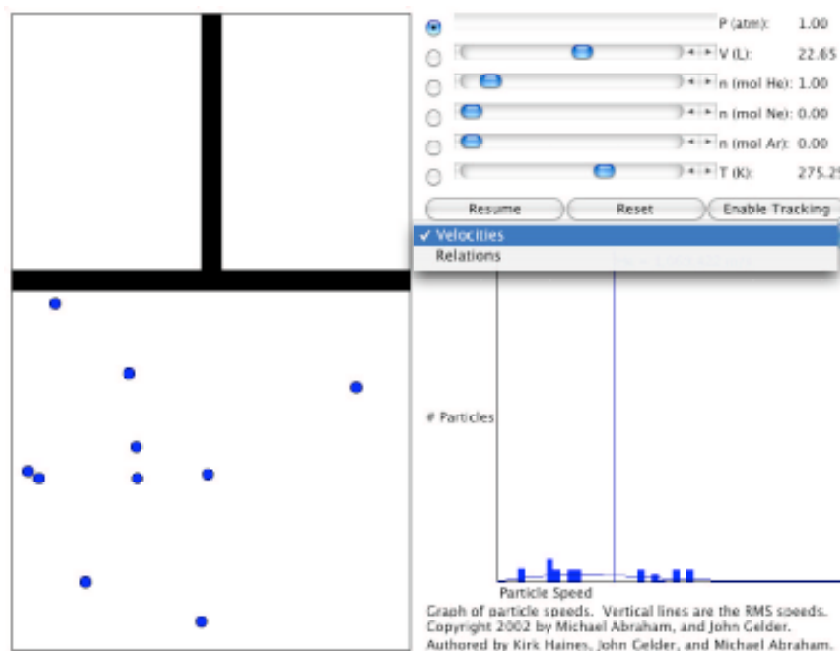 P (atm): 1.00
V (L): 22.65
n (mol He): 1.00
n (mol Ne): 0.00
n (mol Ar): 0.00
T (K): 275.25
Resume Reset Enable Tracking
✓ Velocities
Relations
# Particles
Particle Speed
Graph of particle speeds. Vertical lines are the RMS speeds.
Copyright 2002 by Michael Abraham, and John Gelder.
Authored by Kirk Haines, John Gelder, and Michael Abraham.